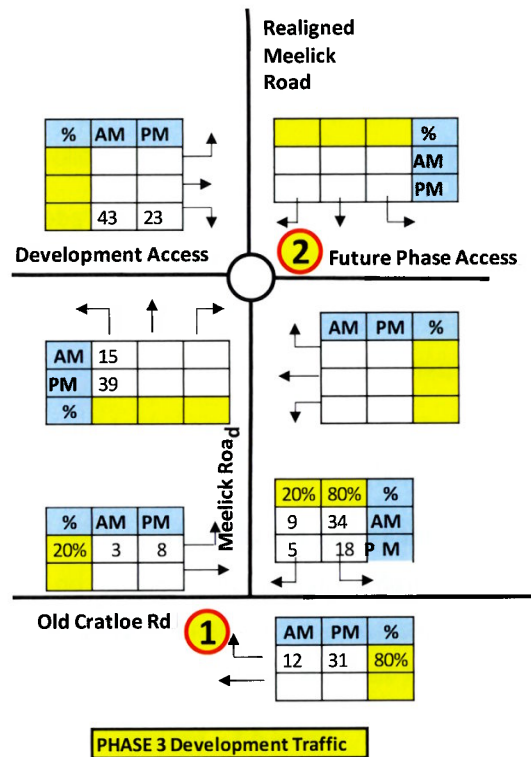 Realigned
Meelick
Road
% AM PM
43 23
%
AM
PM
Development Access
2
Future Phase Access
AM 15
PM 39
%
AM PM %
Meelick Road
% AM PM
20% 3 8
20% 80% %
9 34 AM
5 18 P M
Old Cratloe Rd
1
AM PM %
12 31 80%
PHASE 3 Development Traffic